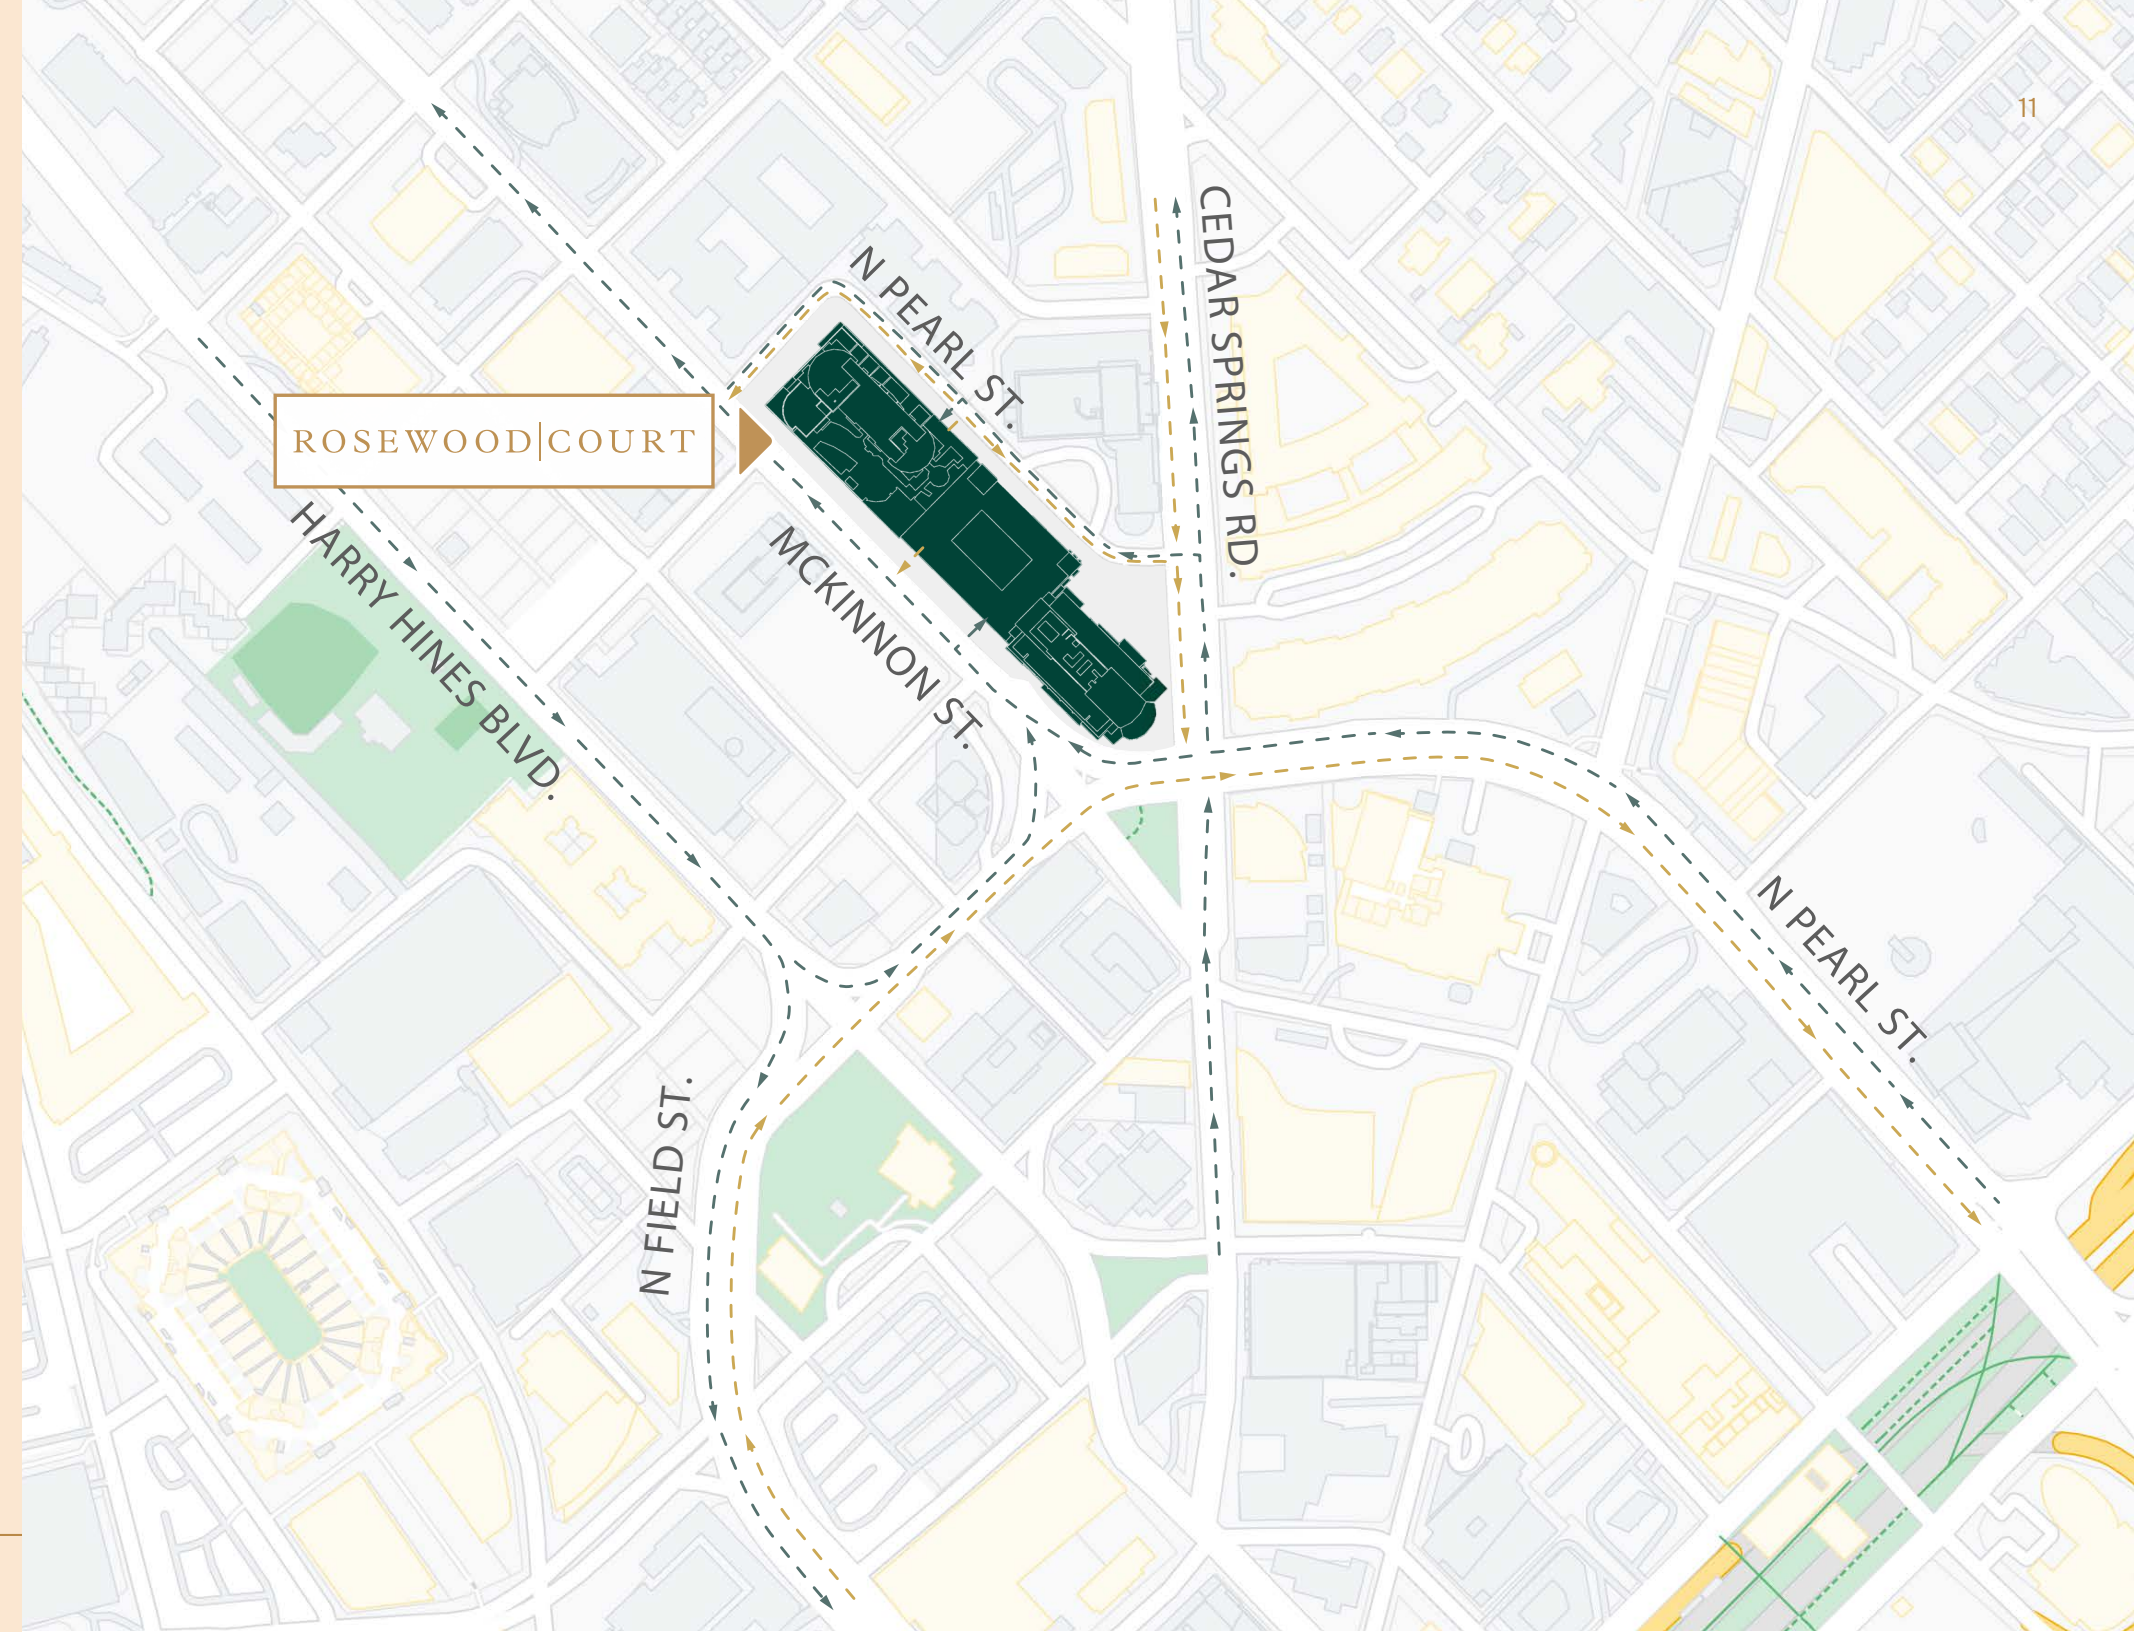 11
CEDAR SPRINGS RD.
N PEARL ST.
ROSEWOOD|COURT
HARRY HINES BLVD.
MCKINNON ST.
N PEARL ST.
N FIELD ST.